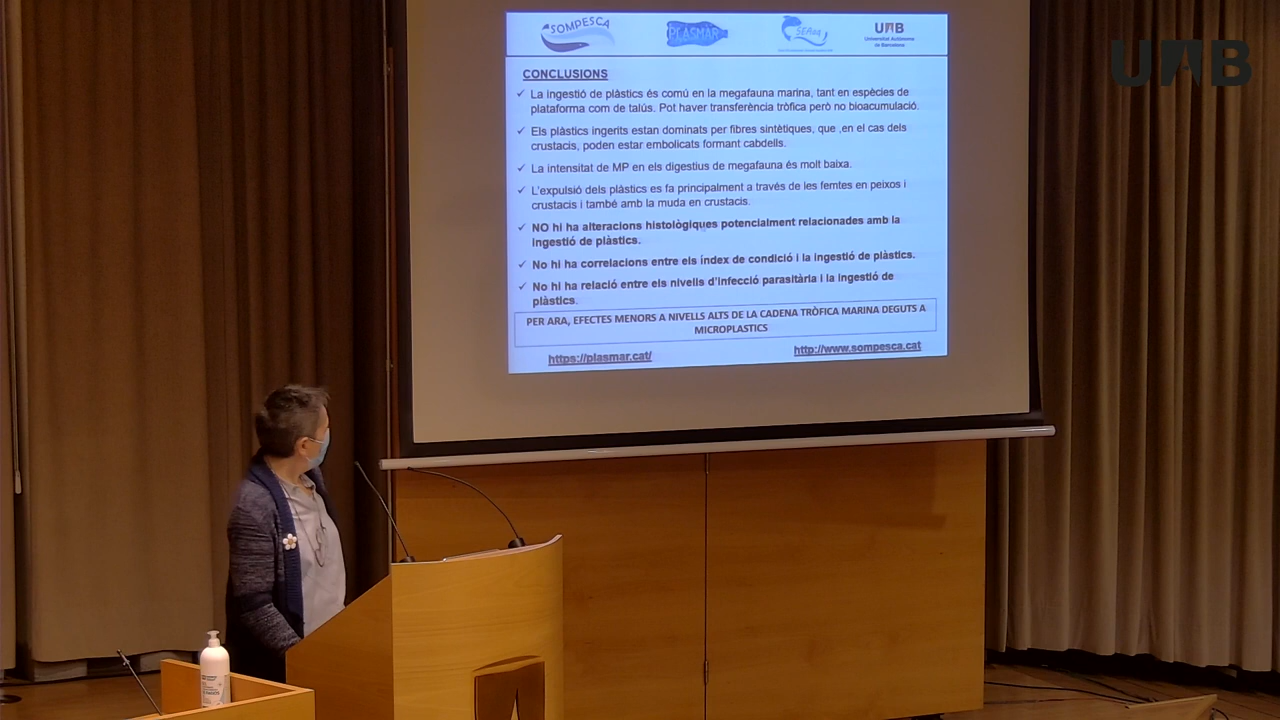 SOMPESCA
PLASMAR
SEAaq
UAB
Universitat Autònoma
de Barcelona
UAB
CONCLUSIONS
✓ La ingestió de plàstics és comú en la megafauna marina, tant en espècies de
plataforma com de talús. Pot haver transferència tròfica però no bioacumulació.
✓ Els plàstics ingerits estan dominats per fibres sintètiques, que ,en el cas dels
crustacis, poden estar embolicats formant cabdells.
✓ La intensitat de MP en els digestius de megafauna és molt baixa.
✓ L'expulsió dels plàstics es fa principalment a través de les femtes en peixos i
crustacis i també amb la muda en crustacis.
✓ NO hi ha alteracions histològiques potencialment relacionades amb la
ingestió de plàstics.
✓ No hi ha correlacions entre els índex de condició i la ingestió de plàstics.
✓ No hi ha relació entre els nivells d'infecció parasitària i la ingestió de
plàstics.
PER ARA, EFECTES MENORS A NIVELLS ALTS DE LA CADENA TRÒFICA MARINA DEGUTS A
MICROPLASTICS
https://plasmar.cat/
http://www.sompesca.cat